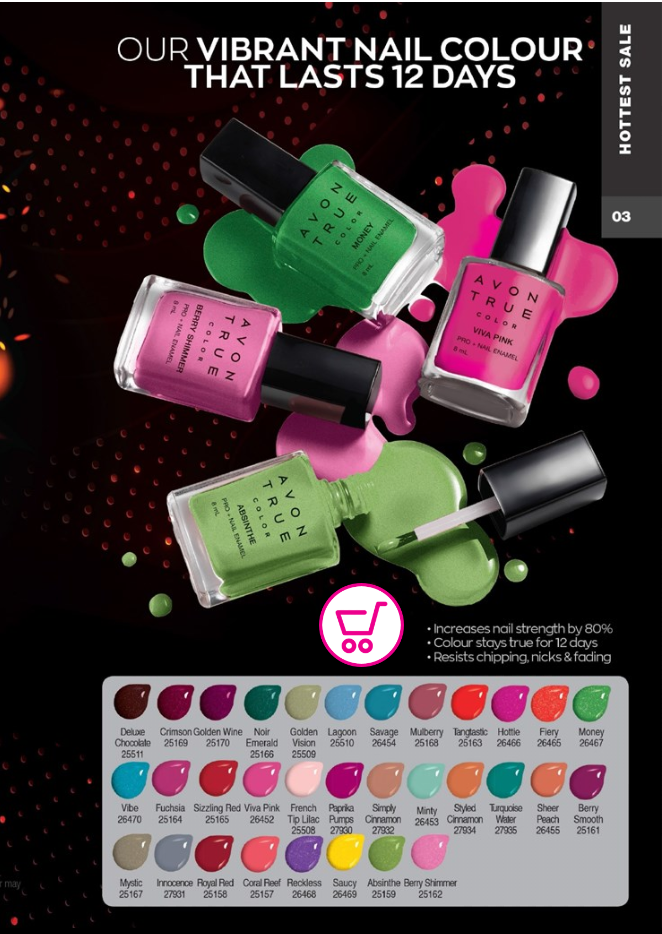 OUR VIBRANT NAIL COLOUR
THAT LASTS 12 DAYS
HOTTEST SALE
03
AVON
TRUE
COLOR
MONEY
PRO + NAIL ENAMEL
8 mL
AVON
TRUE
COLOR
VIVA PINK
PRO + NAIL ENAMEL
8 mL
AVON
TRUE
COLOR
BERRY SHIMMER
PRO + NAIL ENAMEL
8 mL
AVON
TRUE
COLOR
ABSINTHE
PRO + NAIL ENAMEL
8 mL
• Increases nail strength by 80%
• Colour stays true for 12 days
• Resists chipping, nicks & fading
Deluxe Chocolate 25511
Crimson 25169
Golden Wine 25170
Noir Emerald 25166
Golden Vision 25509
Lagoon 25510
Savage 26454
Mulberry 25168
Tangtastic 25163
Hottie 26466
Fiery 26465
Money 26467
Vibe 26470
Fuchsia 25164
Sizzling Red 25165
Viva Pink 26452
French Tip Lilac 25508
Paprika Pumps 27930
Simply Cinnamon 27932
Minty 26453
Styled Cinnamon 27934
Turquoise Water 27935
Sheer Peach 26455
Berry Smooth 25161
Mystic 25167
Innocence 27931
Royal Red 25158
Coral Reef 25157
Reckless 26468
Saucy 26469
Absinthe 25159
Berry Shimmer 25162
may